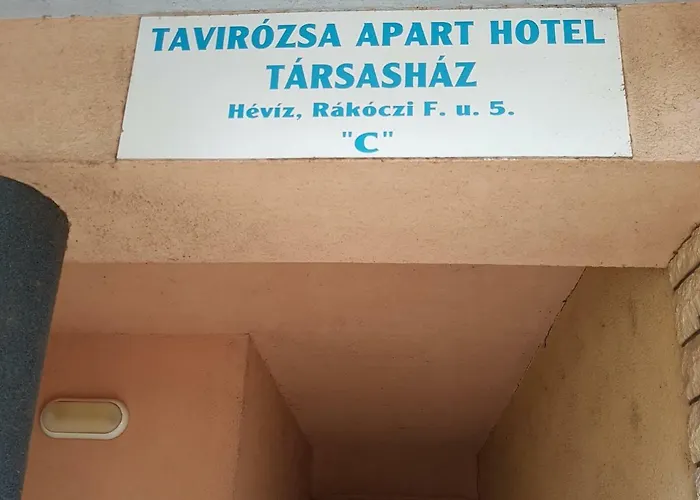 TAVIRÓZSA APART HOTEL
TÁRSASHÁZ
Hévíz, Rákóczi F. u. 5.
"C"